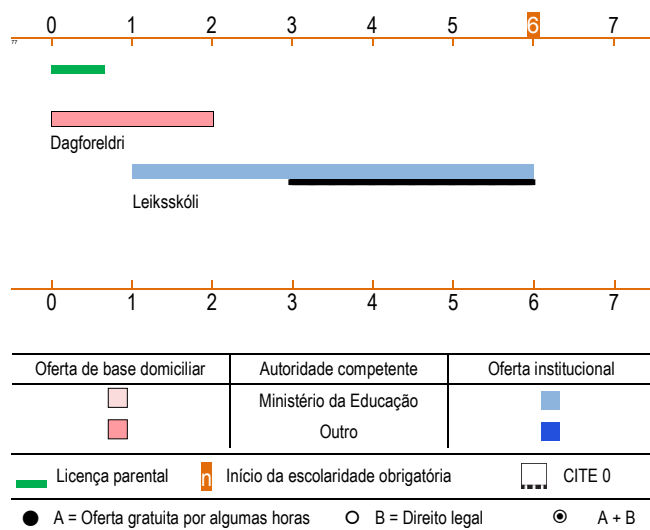 0 1 2 3 4 5 6 7
77
Dagforeldri
Leiksskóli
0 1 2 3 4 5 6 7
Oferta de base domiciliar Autoridade competente Oferta institucional
Ministério da Educação
Outro
Licença parental n Início da escolaridade obrigatória CITE 0
A = Oferta gratuita por algumas horas B = Direito legal A + B